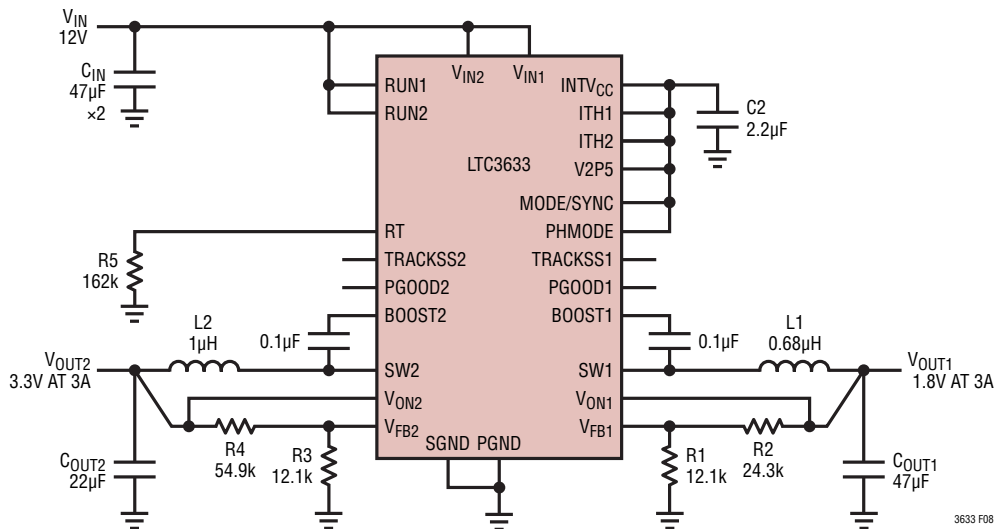 VIN
12V
CIN
47µF
×2
RUN1
RUN2
VIN2
VIN1
LTC3633
INTVCC
ITH1
ITH2
V2P5
MODE/SYNC
PHMODE
C2
2.2µF
RT
TRACKSS2
PGOOD2
BOOST2
TRACKSS1
PGOOD1
BOOST1
R5
162k
L2
1µH
0.1µF
0.1µF
L1
0.68µH
VOUT2
3.3V AT 3A
SW2
VON2
VFB2
SW1
VON1
VFB1
VOUT1
1.8V AT 3A
SGND PGND
COUT2
22µF
R4
54.9k
R3
12.1k
R1
12.1k
R2
24.3k
COUT1
47µF
3633 F08